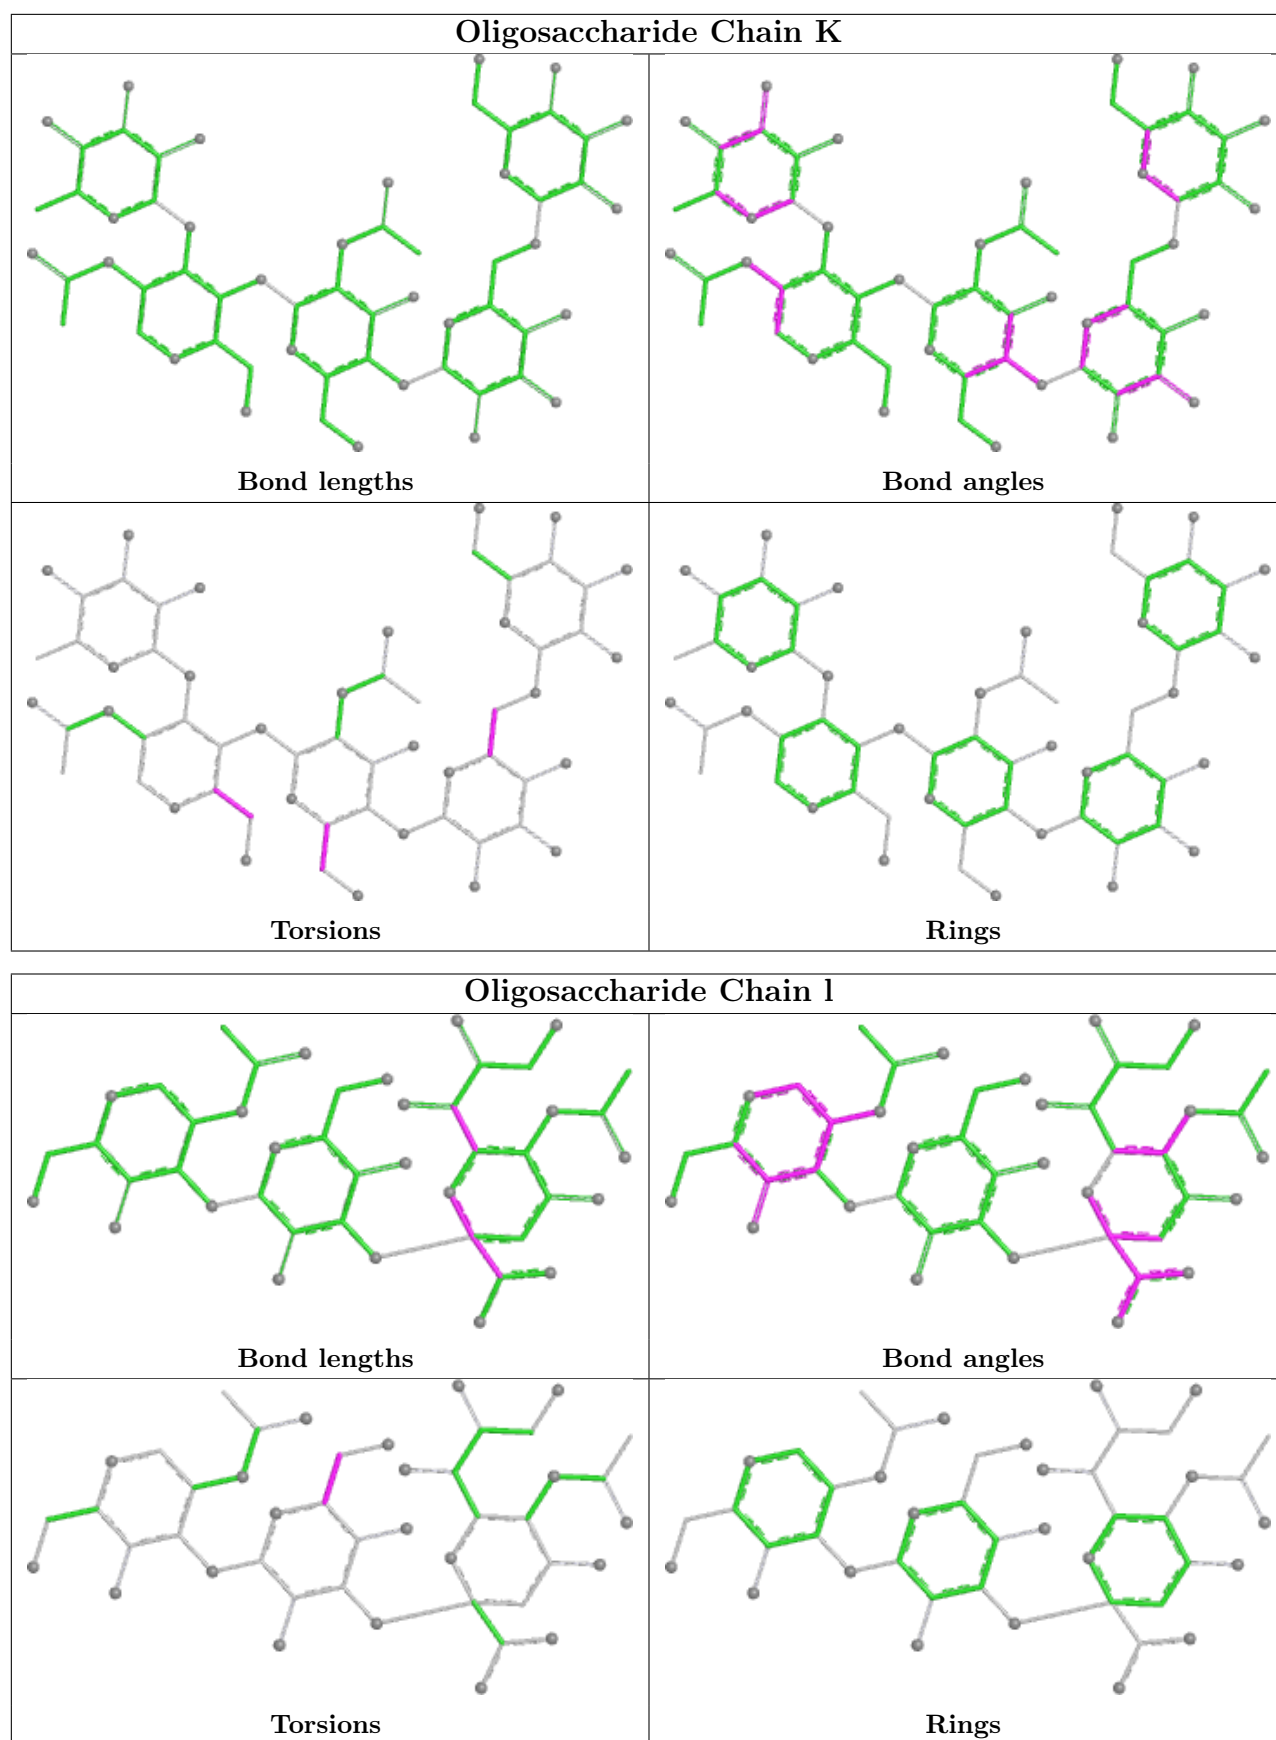 Oligosaccharide Chain K
Bond lengths
Bond angles
Torsions
Rings
Oligosaccharide Chain l
Bond lengths
Bond angles
Torsions
Rings